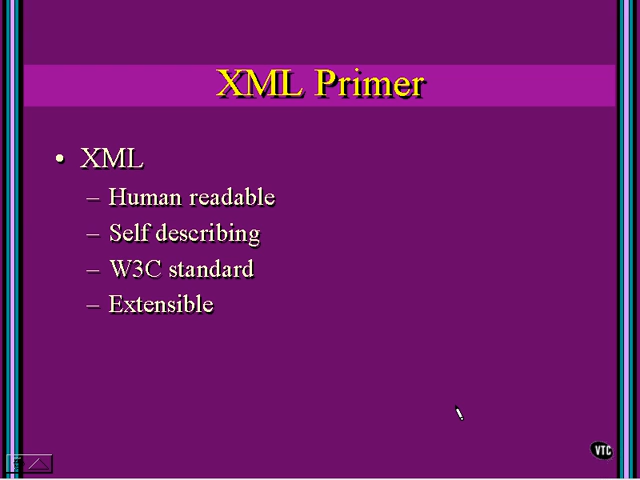 XML Primer
• XML
– Human readable
– Self describing
– W3C standard
– Extensible
VTC